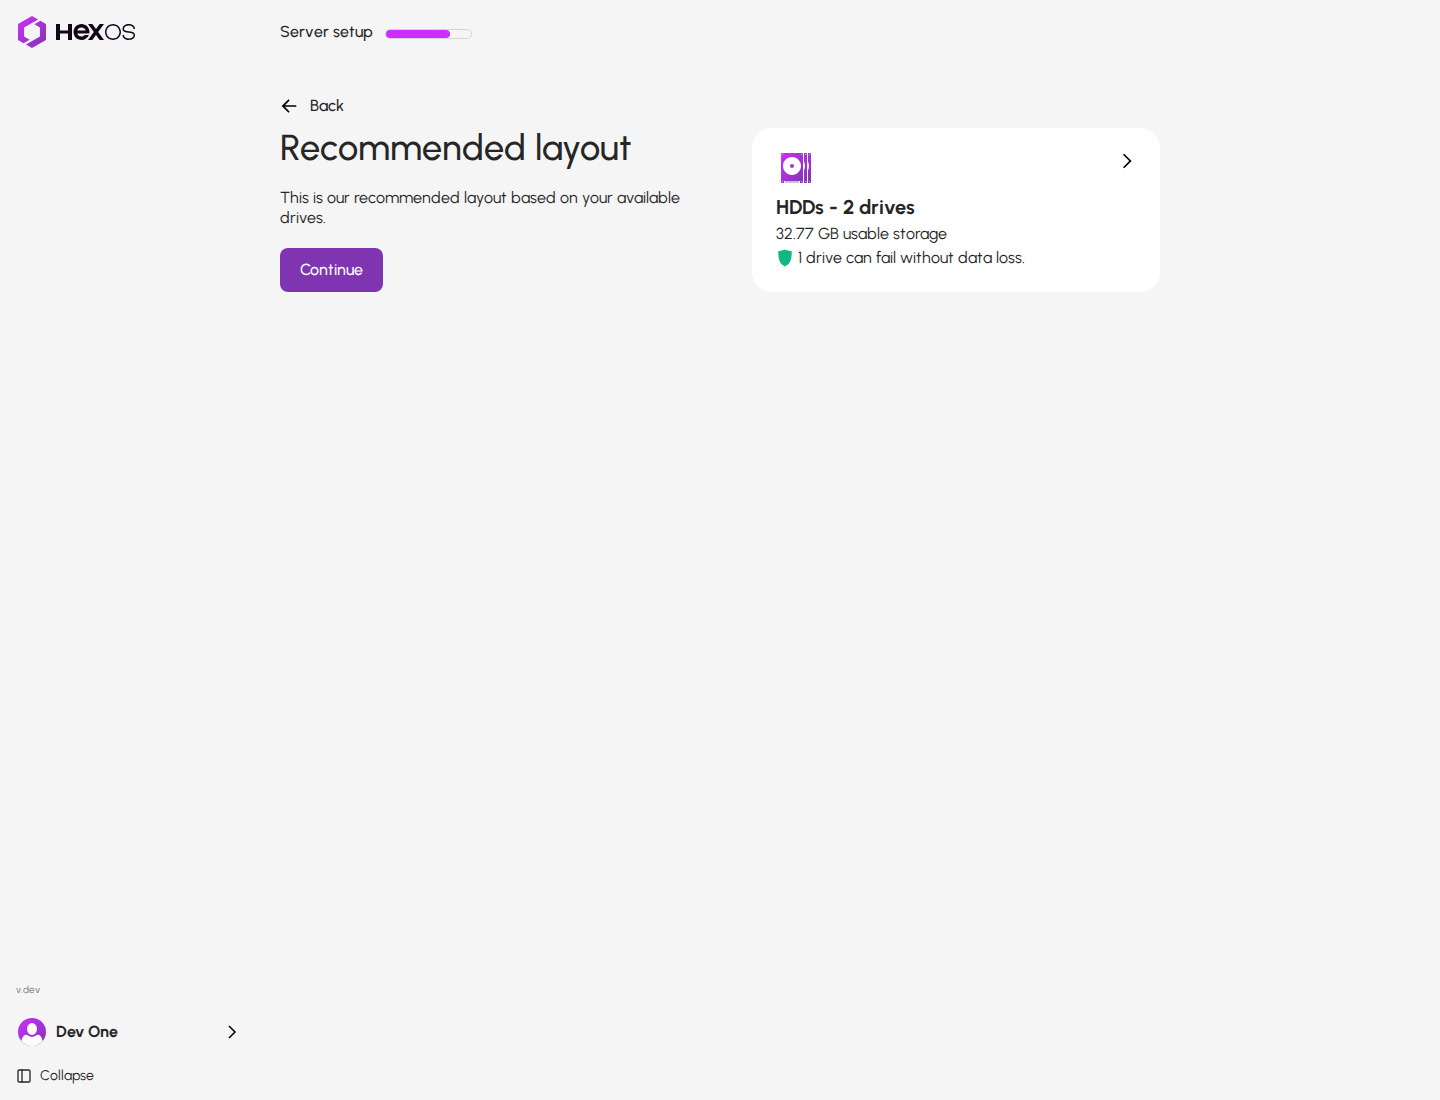 HexOS
Server setup
Back
Recommended layout
This is our recommended layout based on your available
drives.
Continue
HDDs - 2 drives
32.77 GB usable storage
1 drive can fail without data loss.
v.dev
Dev One
Collapse